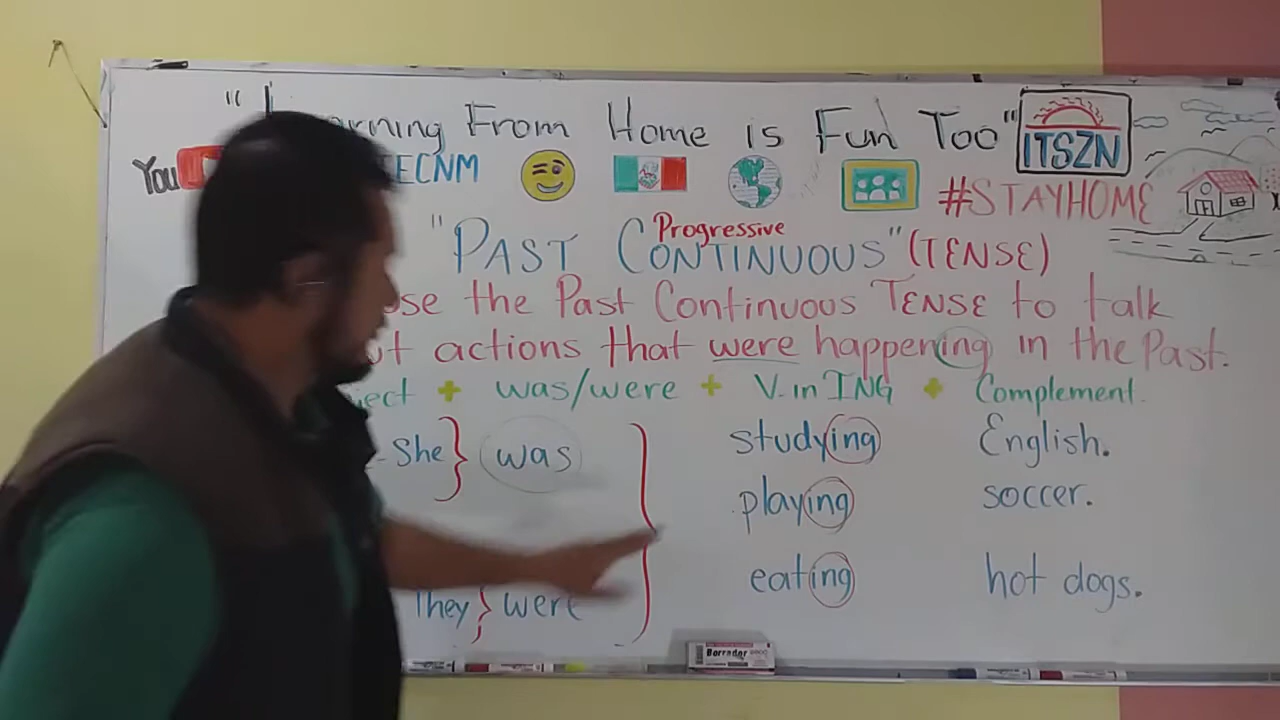 " From Home is Fun Too"
You ECNM
ITSZN
#STAYHOME
Progressive
"PAST CONTINUOUS" (TENSE)
the Past Continuous TENSE to talk
actions that were happening in the Past.
+ was/were + V-in ING + Complement.
She } was studying English.
playing soccer.
They } were eating hot dogs.
Borrador